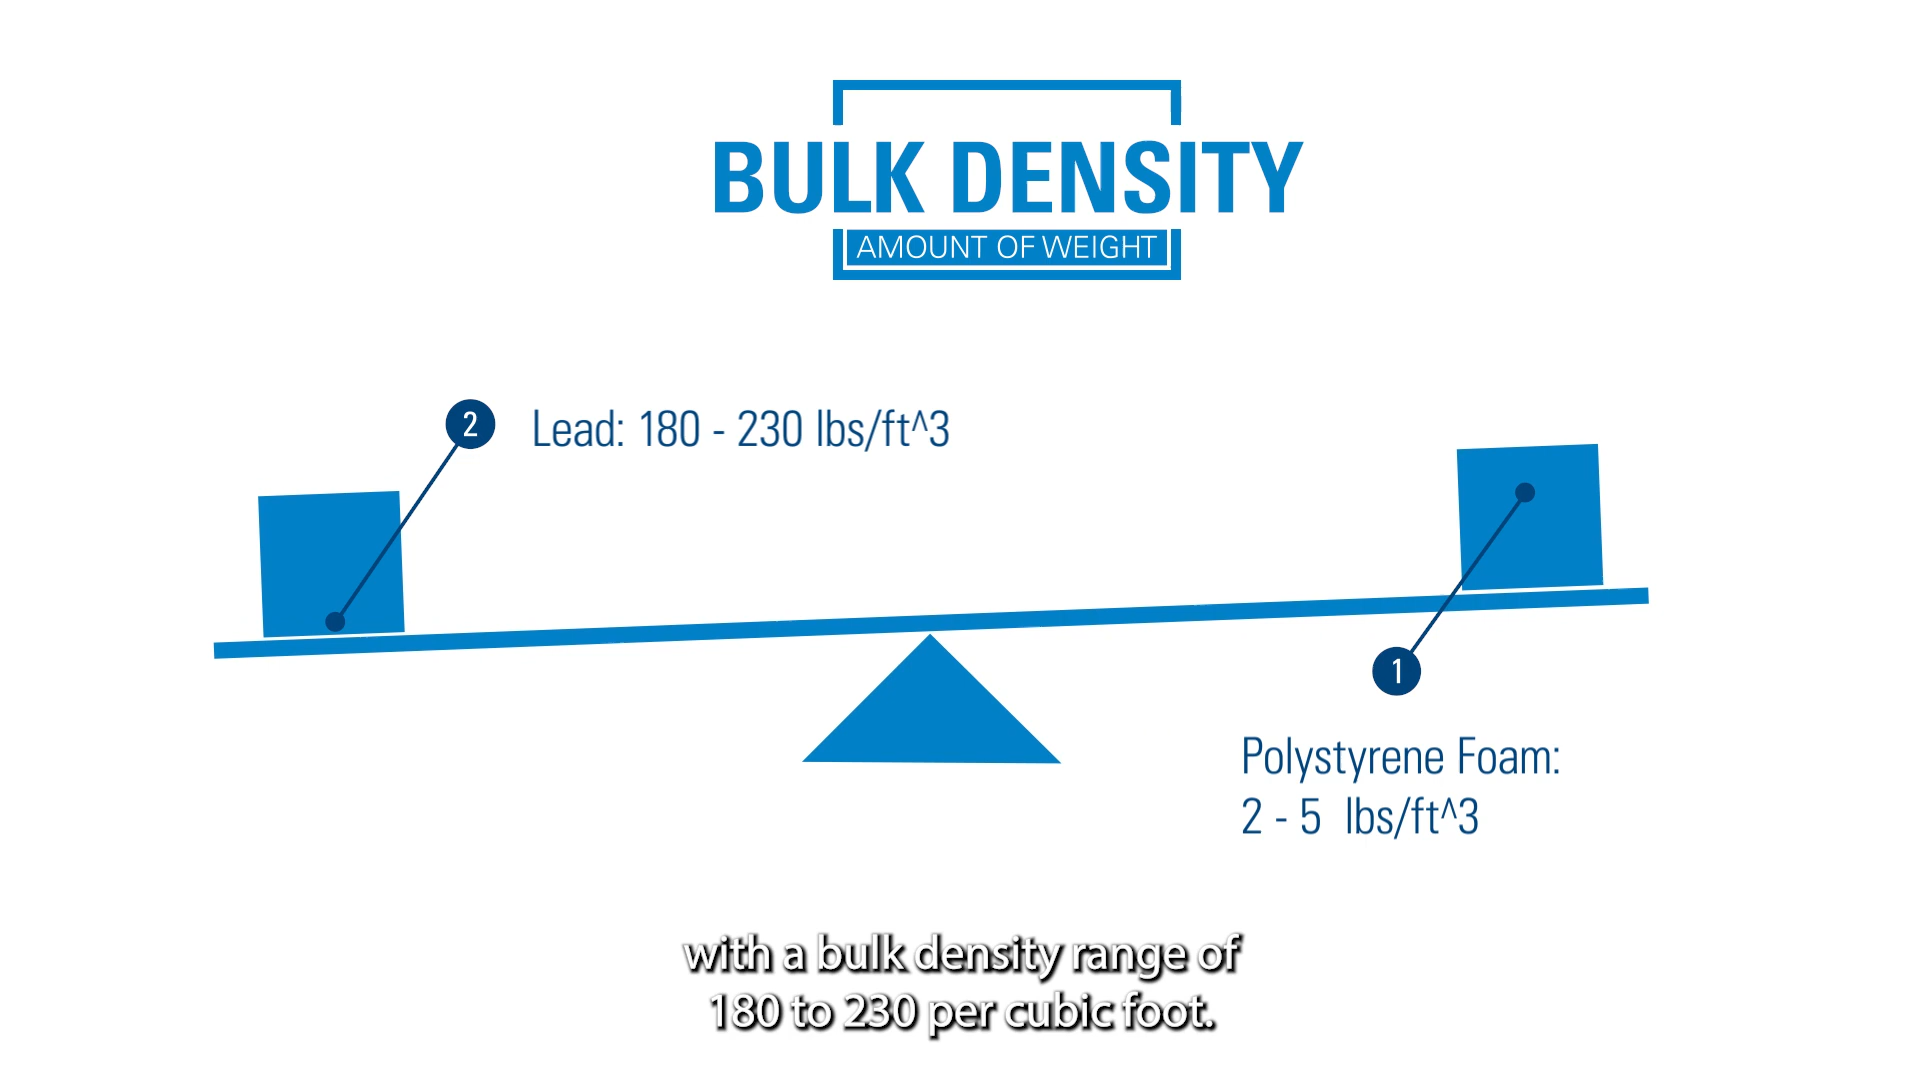 BULK DENSITY
AMOUNT OF WEIGHT
2 Lead: 180 - 230 lbs/ft^3
1
Polystyrene Foam:
2 - 5 lbs/ft^3
with a bulk density range of
180 to 230 per cubic foot.